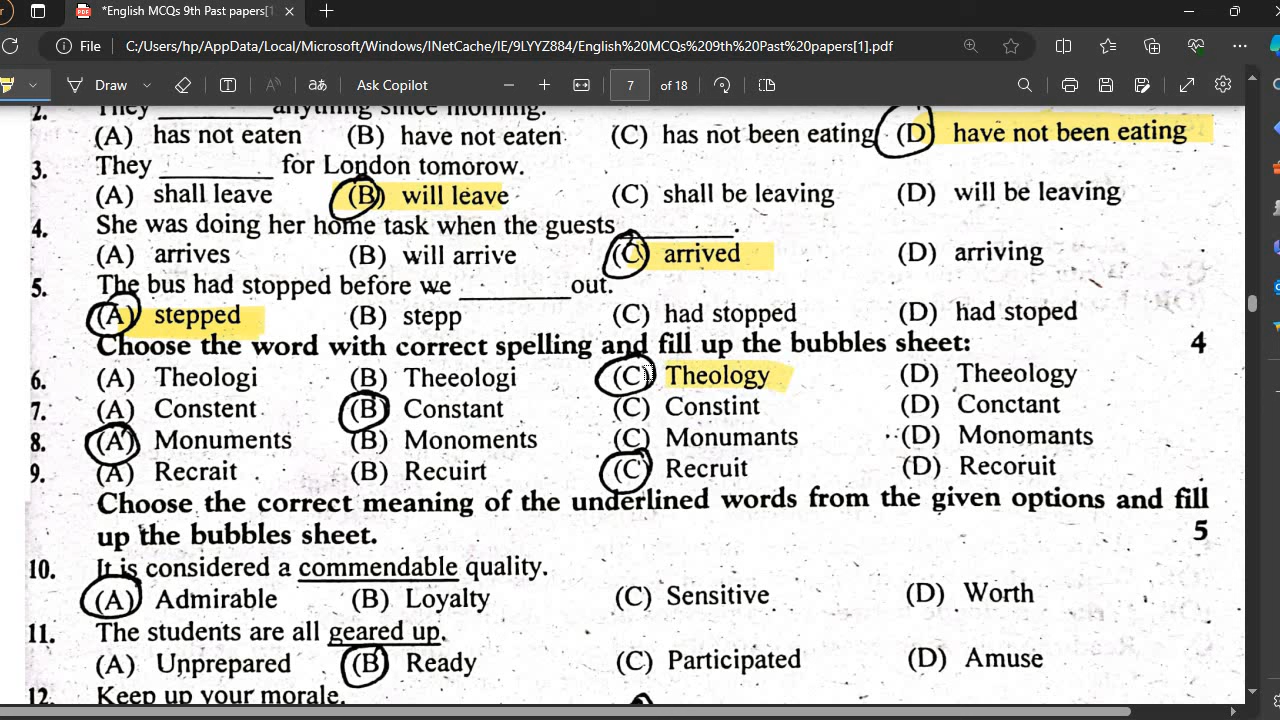 *English MCQs 9th Past papers[1
File C:/Users/hp/AppData/Local/Microsoft/Windows/INetCache/IE/9LYYZ884/English%20MCQs%209th%20Past%20papers[1].pdf
Draw Ask Copilot 7 of 18
2. They ________ anything since morning.
(A) has not eaten (B) have not eaten (C) has not been eating (D) have not been eating
3. They ________ for London tomorow.
(A) shall leave (B) will leave (C) shall be leaving (D) will be leaving
4. She was doing her home task when the guests ________.
(A) arrives (B) will arrive (C) arrived (D) arriving
5. The bus had stopped before we ________ out.
(A) stepped (B) stepp (C) had stopped (D) had stoped
Choose the word with correct spelling and fill up the bubbles sheet: 4
6. (A) Theologi (B) Theeologi (C) Theology (D) Theeology
7. (A) Constent (B) Constant (C) Constint (D) Conctant
8. (A) Monuments (B) Monoments (C) Monumants (D) Monomants
9. (A) Recrait (B) Recuirt (C) Recruit (D) Recoruit
Choose the correct meaning of the underlined words from the given options and fill
up the bubbles sheet. 5
10. It is considered a commendable quality.
(A) Admirable (B) Loyalty (C) Sensitive (D) Worth
11. The students are all geared up.
(A) Unprepared (B) Ready (C) Participated (D) Amuse
12. Keep up your morale.